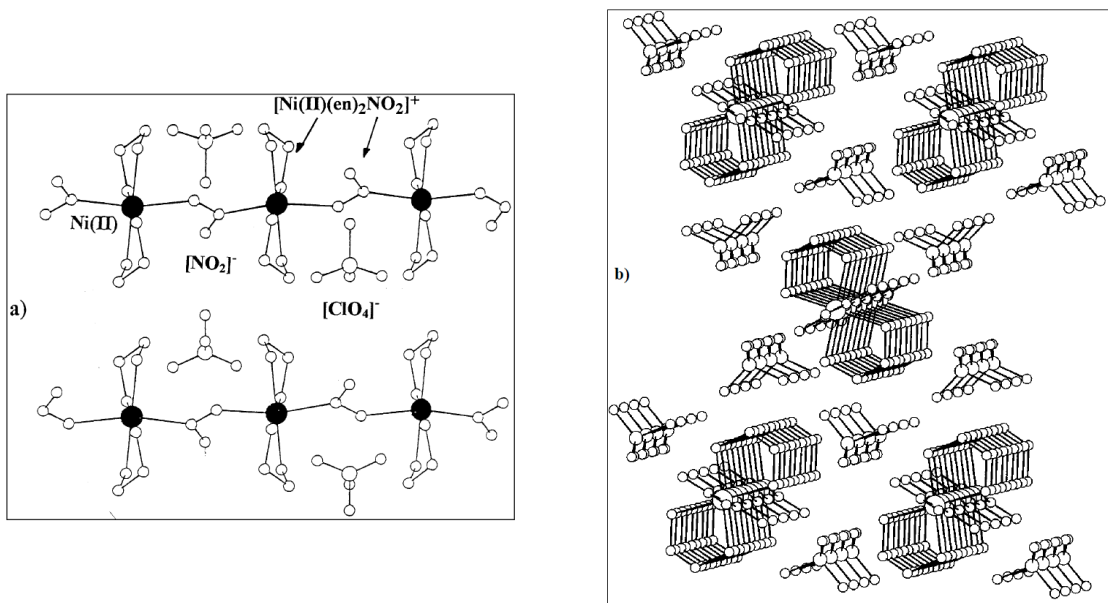 [Ni(II)(en)₂NO₂]⁺
Ni(II)
[NO₂]⁻
[ClO₄]⁻
a)
b)